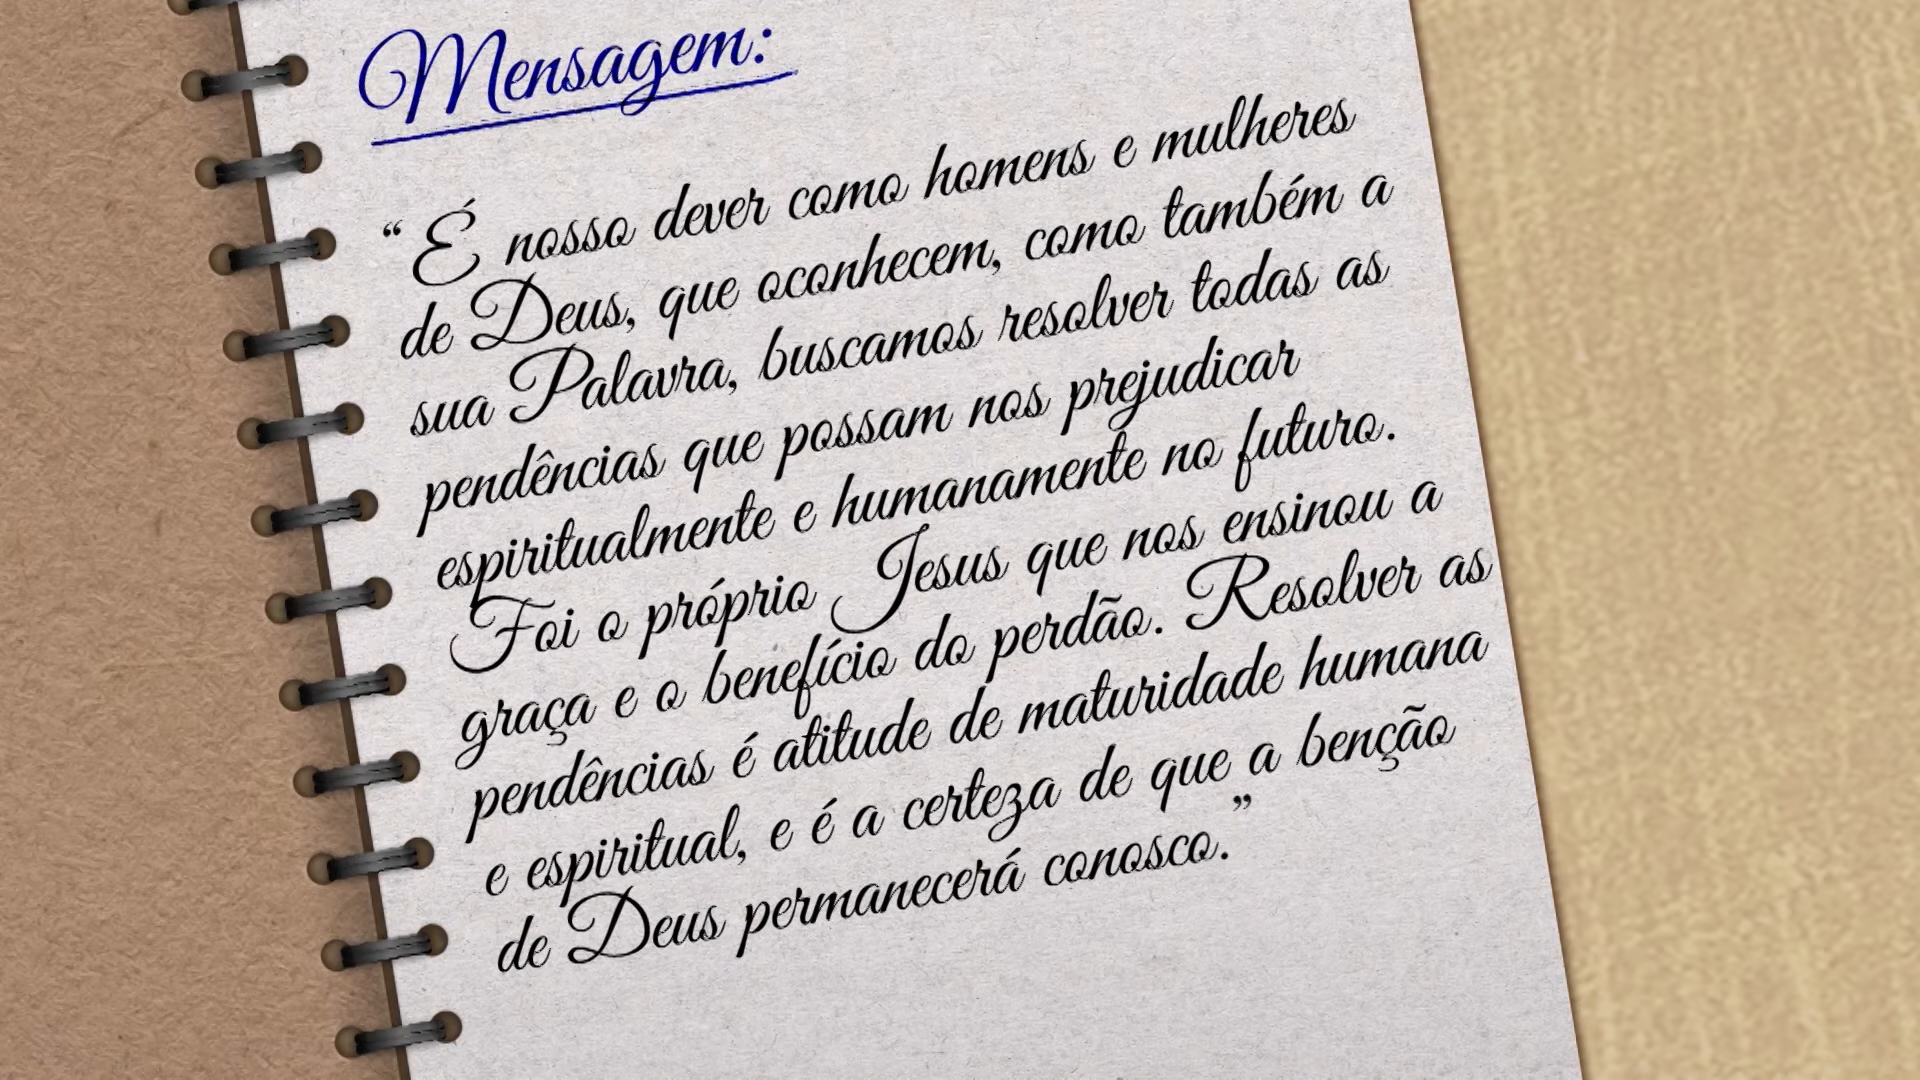 Mensagem:
“ É nosso dever como homens e mulheres
de Deus, que oconhecem, como também a
sua Palavra, buscamos resolver todas as
pendências que possam nos prejudicar
espiritualmente e humanamente no futuro.
Foi o próprio Jesus que nos ensinou a
graça e o benefício do perdão. Resolver as
pendências é atitude de maturidade humana
e espiritual, e é a certeza de que a benção
de Deus permanecerá conosco.”